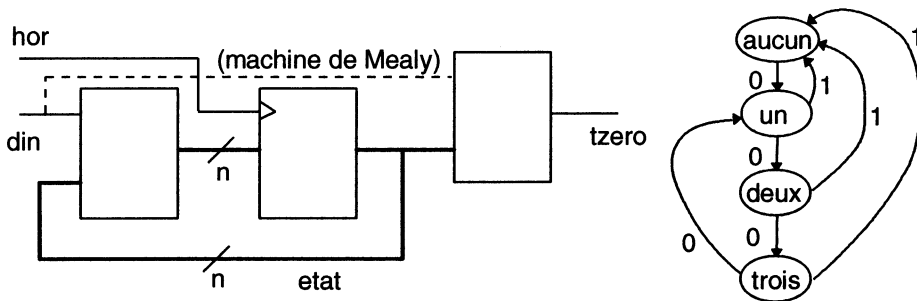 hor
(machine de Mealy)
din
n
n
etat
tzero
aucun
0
1
1
1
un
0
deux
0
0
trois